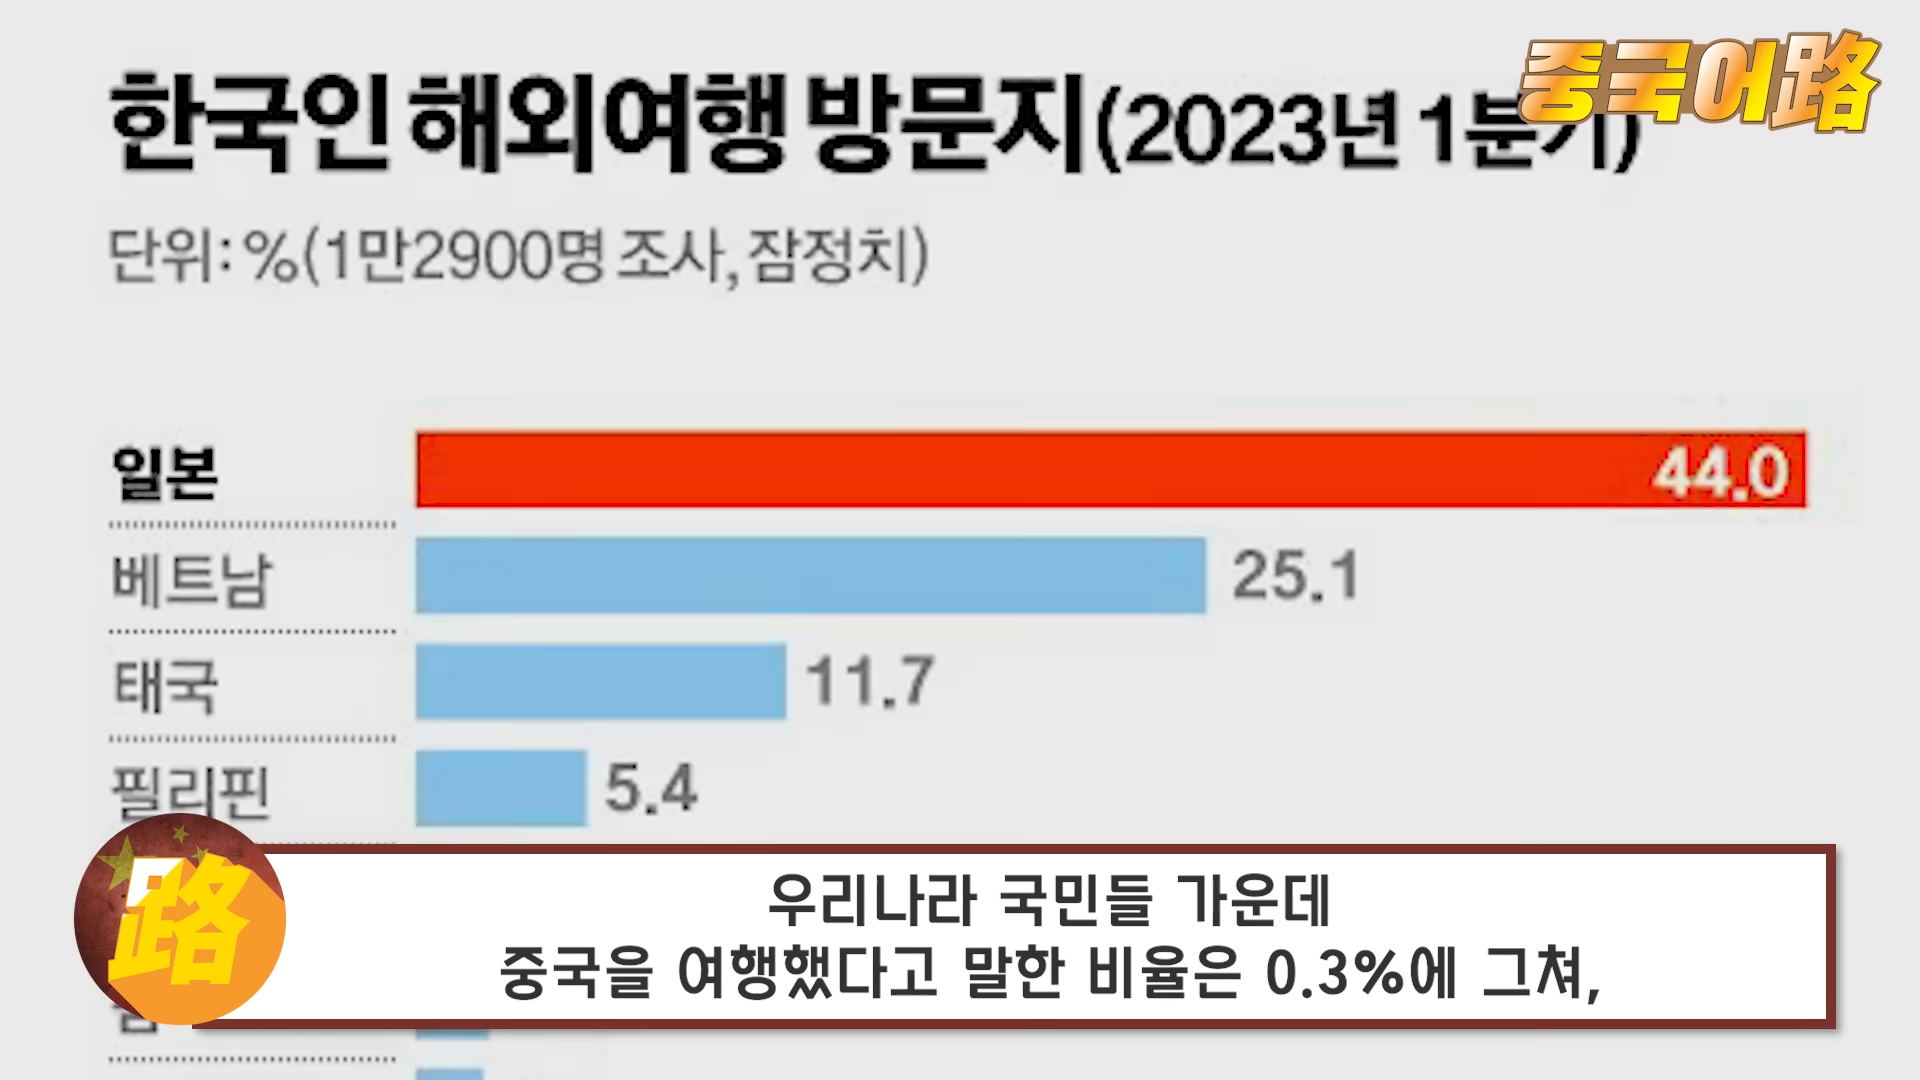 중국어路
한국인 해외여행 방문지(2023년 1분기)
단위: %(1만2900명 조사, 잠정치)
일본 44.0
베트남 25.1
태국 11.7
필리핀 5.4
路
우리나라 국민들 가운데
중국을 여행했다고 말한 비율은 0.3%에 그쳐,